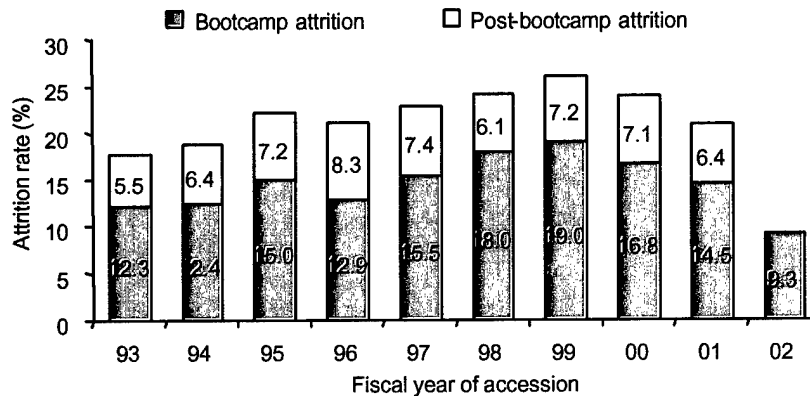 Bootcamp attrition Post-bootcamp attrition
30
25
20
15
10
5
0
Attrition rate (%)
5.5 6.4 7.2 8.3 7.4 6.1 7.2 7.1 6.4
12.3 12.4 15.0 12.9 15.5 18.0 19.0 16.8 14.5 9.3
93 94 95 96 97 98 99 00 01 02
Fiscal year of accession